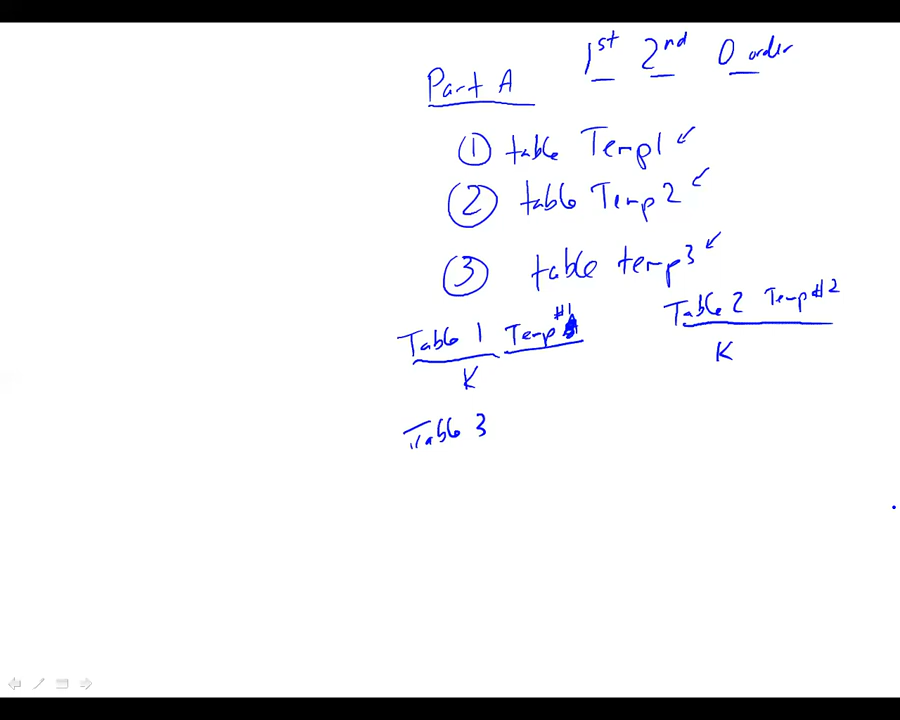 1st 2nd 0 order
Part A
① table Temp1
② table Temp 2
③ table temp3
Table 1 Temp #1
K
Table 2 Temp #2
K
Table 3